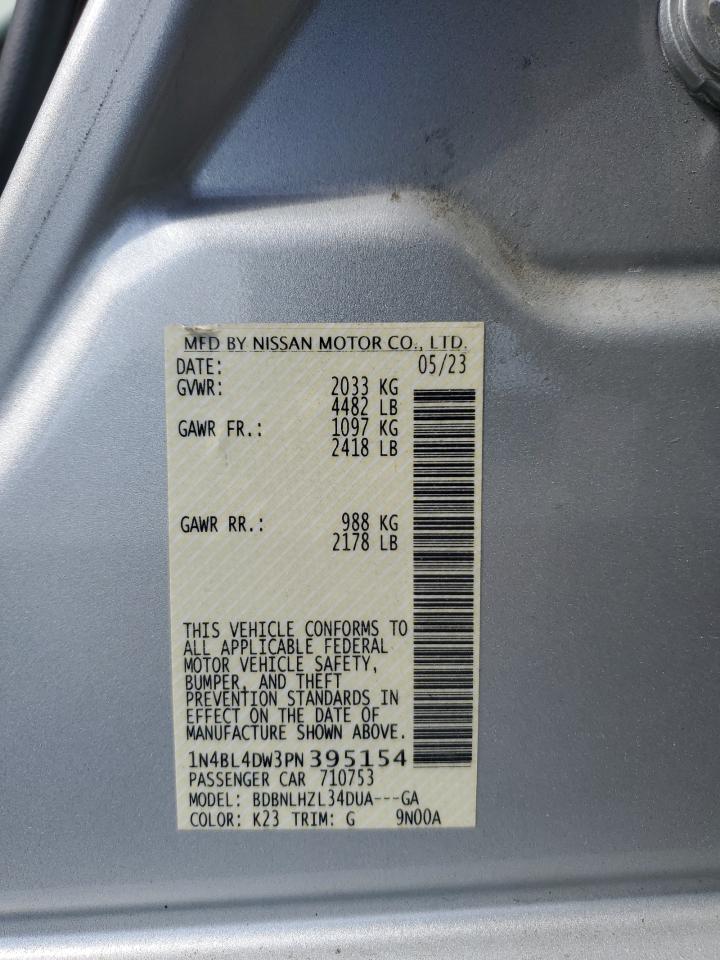 MFD BY NISSAN MOTOR CO., LTD.
DATE: 05/23
GVWR: 2033 KG
4482 LB
GAWR FR.: 1097 KG
2418 LB
GAWR RR.: 988 KG
2178 LB
THIS VEHICLE CONFORMS TO
ALL APPLICABLE FEDERAL
MOTOR VEHICLE SAFETY,
BUMPER, AND THEFT
PREVENTION STANDARDS IN
EFFECT ON THE DATE OF
MANUFACTURE SHOWN ABOVE.
1N4BL4DW3PN395154
PASSENGER CAR 710753
MODEL: BDBNLHZL34DUA---GA
COLOR: K23 TRIM: G 9N00A